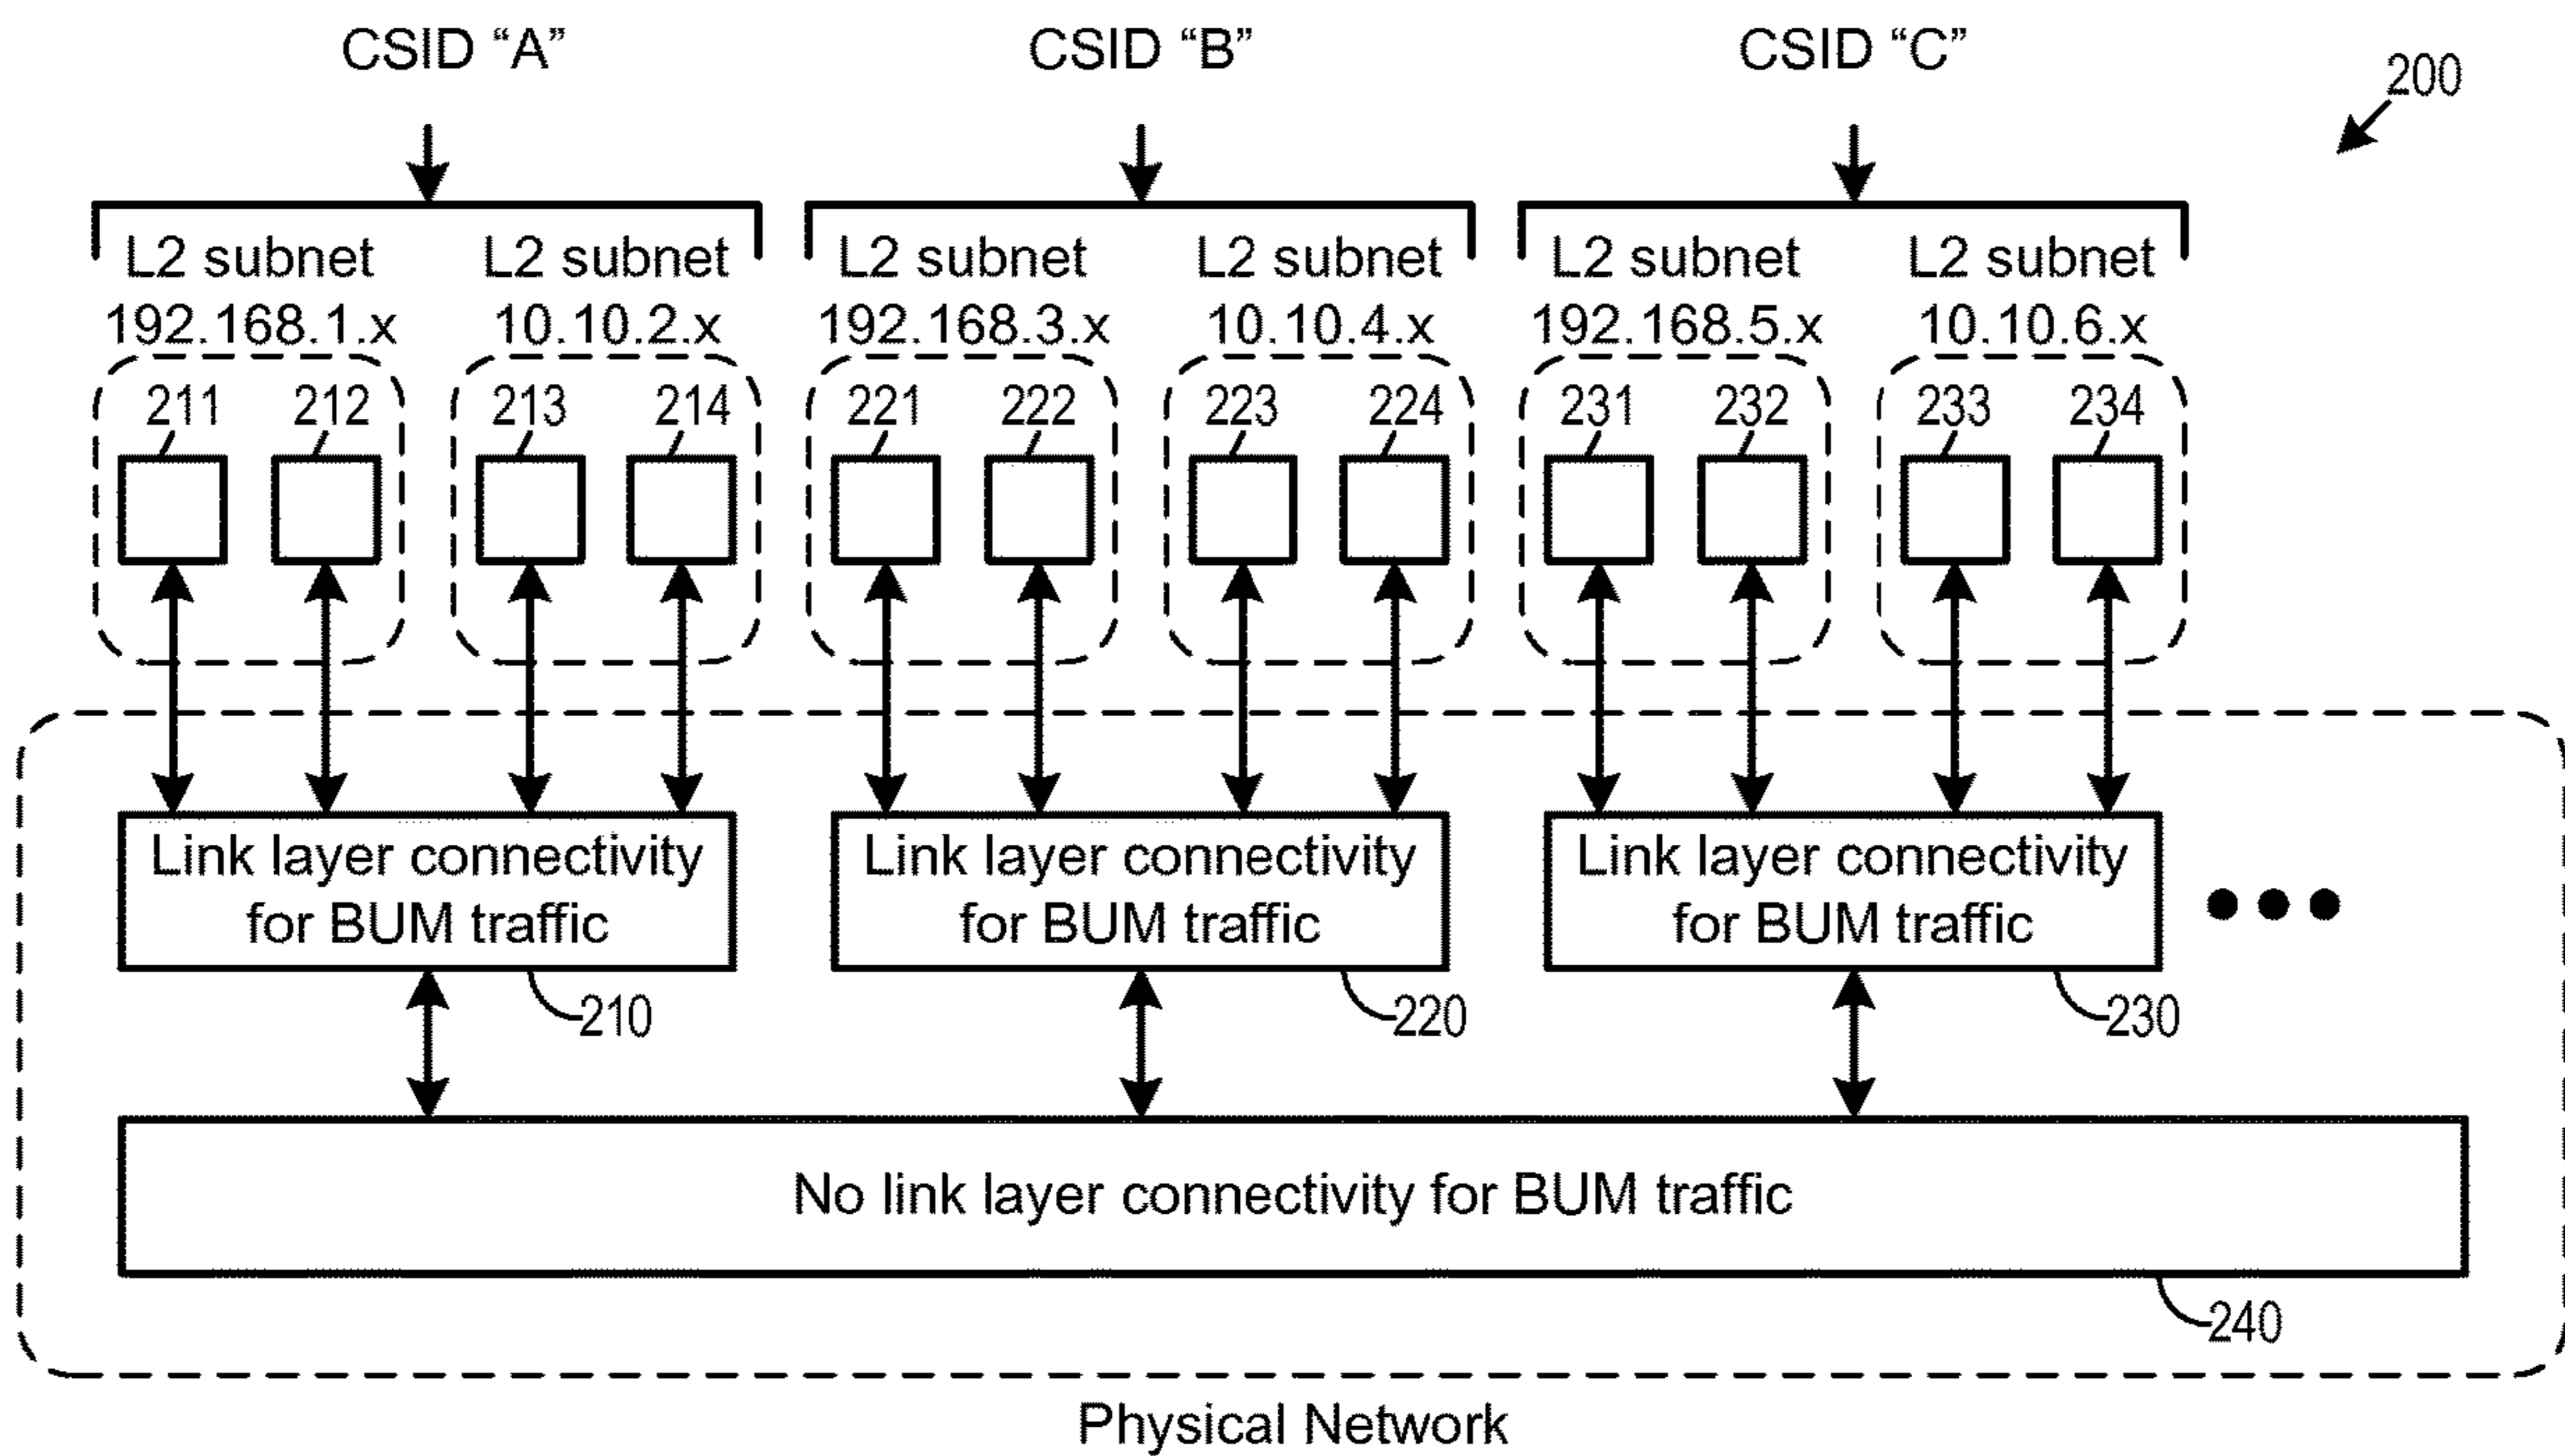 CSID “A”
CSID “B”
CSID “C”
200
L2 subnet
192.168.1.x
L2 subnet
10.10.2.x
L2 subnet
192.168.3.x
L2 subnet
10.10.4.x
L2 subnet
192.168.5.x
L2 subnet
10.10.6.x
211
212
213
214
221
222
223
224
231
232
233
234
Link layer connectivity
for BUM traffic
210
Link layer connectivity
for BUM traffic
220
Link layer connectivity
for BUM traffic
230
No link layer connectivity for BUM traffic
240
Physical Network